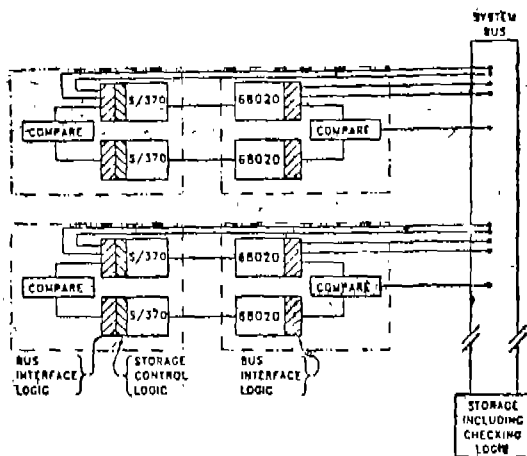 SYSTEM
BUS
S/370
68020
COMPARE
COMPARE
S/370
68020
S/370
68020
COMPARE
COMPARE
S/370
68020
BUS
INTERFACE
LOGIC
STORAGE
CONTROL
LOGIC
BUS
INTERFACE
LOGIC
STORAGE
INCLUDING
CHECKING
LOGIC